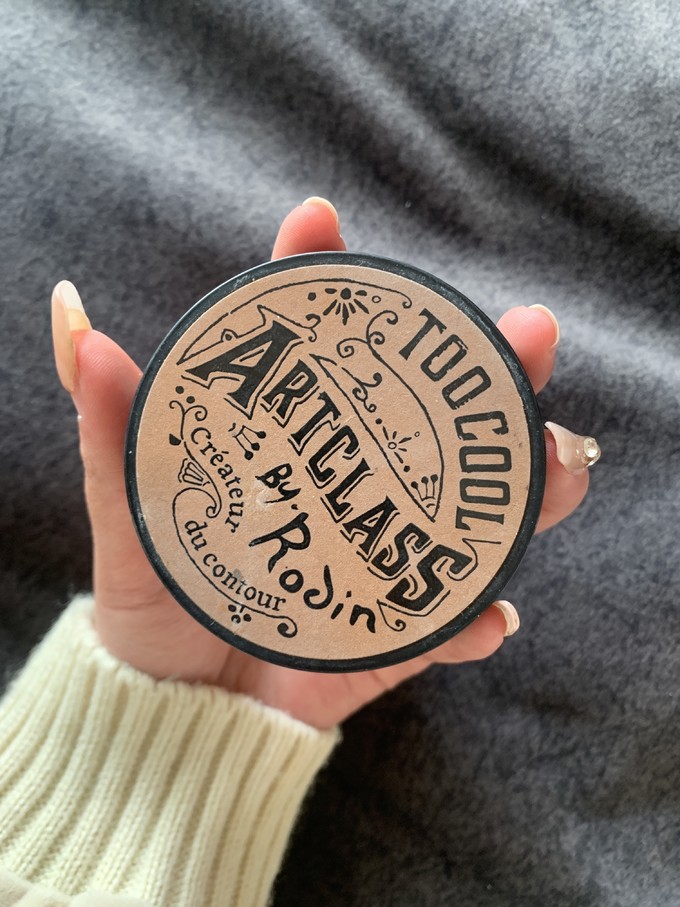 TOO COOL
ARTCLASS
BY Rodin
Créateur
du contour